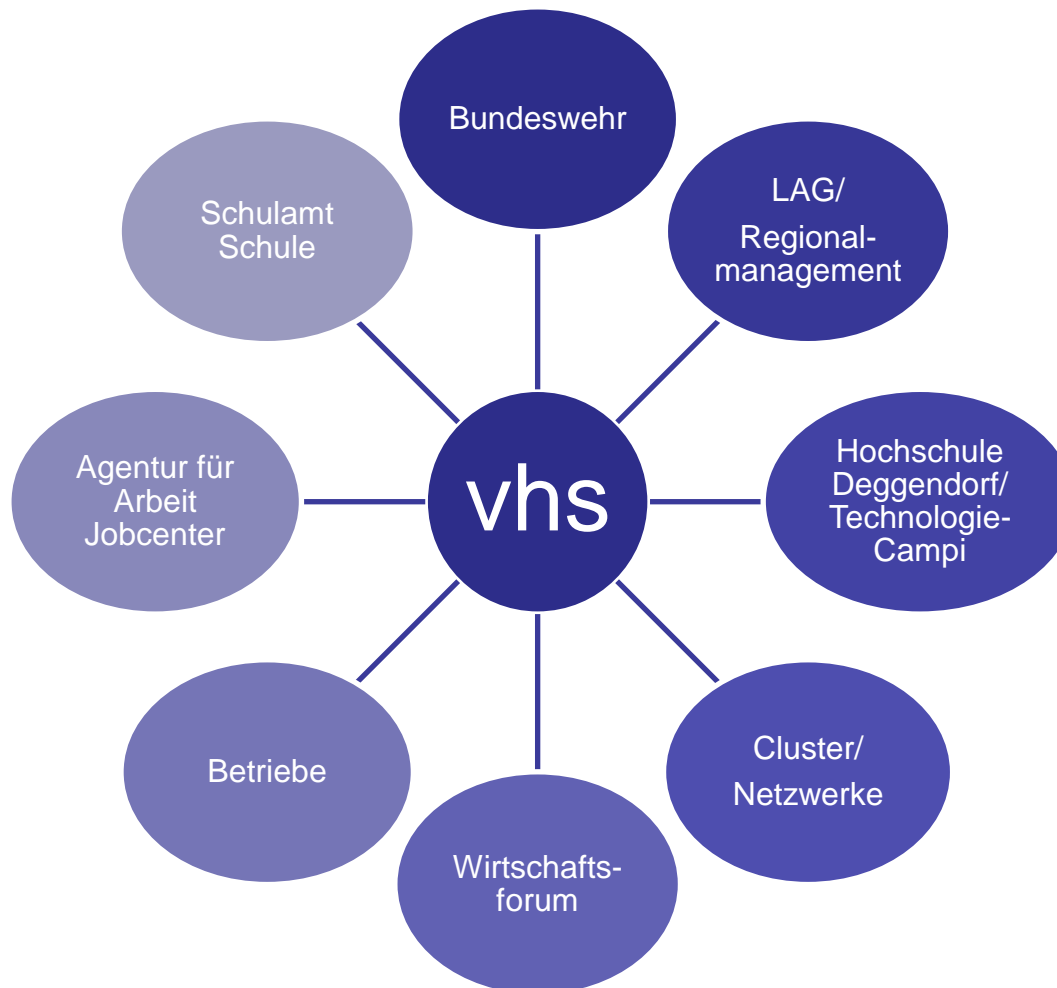 Bundeswehr
LAG/
Regional-
management
Hochschule
Deggendorf/
Technologie-
Campi
Cluster/
Netzwerke
Wirtschafts-
forum
Betriebe
Agentur für
Arbeit
Jobcenter
Schulamt
Schule
vhs